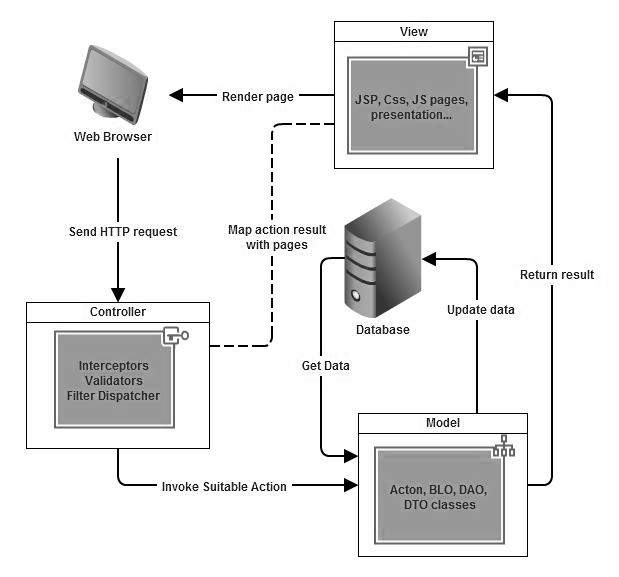 View
JSP, Css, JS pages,
presentation...
Render page
Web Browser
Send HTTP request
Map action result
with pages
Return result
Database
Update data
Controller
Interceptors
Validators
Filter Dispatcher
Get Data
Model
Acton, BLO, DAO,
DTO classes
Invoke Suitable Action